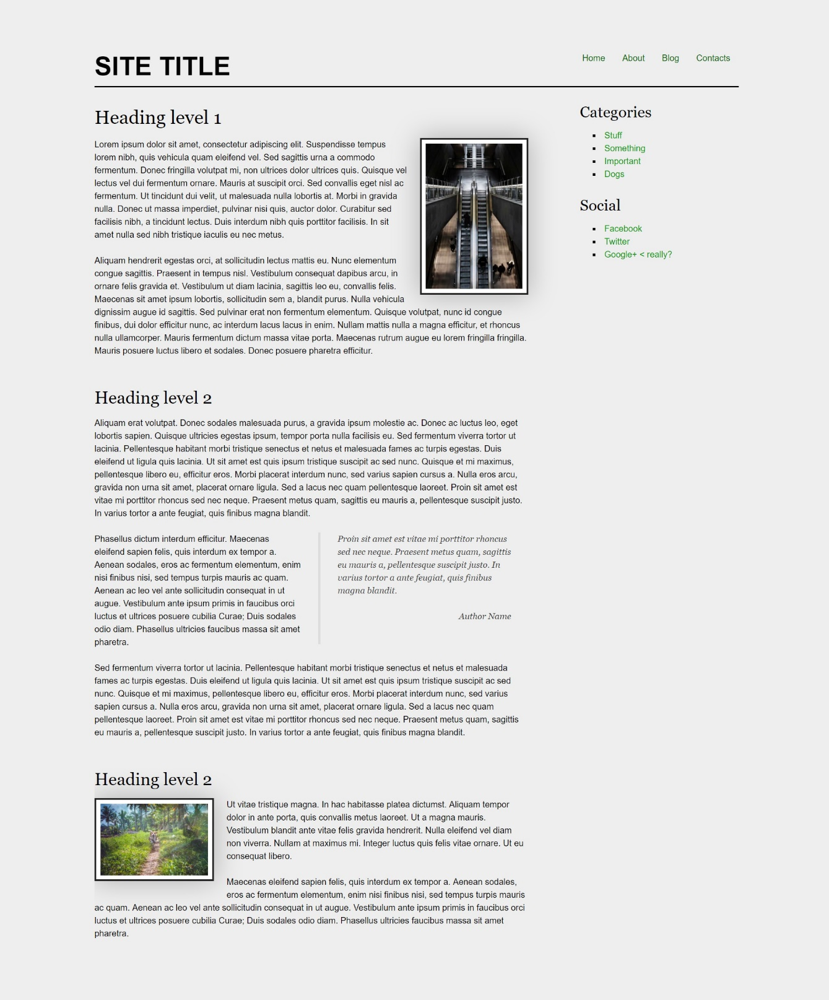 SITE TITLE
Home About Blog Contacts
Heading level 1
Lorem ipsum dolor sit amet, consectetur adipiscing elit. Suspendisse tempus
lorem nibh, quis vehicula quam eleifend vel. Sed sagittis urna a commodo
fermentum. Donec fringilla volutpat mi, non ultrices dolor ultrices quis. Quisque vel
lectus vel dui fermentum ornare. Mauris at suscipit orci. Sed convallis eget nisl ac
fermentum. Ut tincidunt dui velit, ut malesuada nulla lobortis at. Morbi in gravida
nulla. Donec ut massa imperdiet, pulvinar nisi quis, auctor dolor. Curabitur sed
facilisis nibh, a tincidunt lectus. Duis interdum nibh quis porttitor facilisis. In sit
amet nulla sed nibh tristique iaculis eu nec metus.
Aliquam hendrerit egestas orci, at sollicitudin lectus mattis eu. Nunc elementum
congue sagittis. Praesent in tempus nisl. Vestibulum consequat dapibus arcu, in
ornare felis gravida et. Vestibulum ut diam lacinia, sagittis leo eu, convallis felis.
Maecenas sit amet ipsum lobortis, sollicitudin sem a, blandit purus. Nulla vehicula
dignissim augue id sagittis. Sed pulvinar erat non fermentum elementum. Quisque volutpat, nunc id congue
finibus, dui dolor efficitur nunc, ac interdum lacus lacus in enim. Nullam mattis nulla a magna efficitur, et rhoncus
nulla ullamcorper. Mauris fermentum dictum massa vitae porta. Maecenas rutrum augue eu lorem fringilla fringilla.
Mauris posuere luctus libero et sodales. Donec posuere pharetra efficitur.
Heading level 2
Aliquam erat volutpat. Donec sodales malesuada purus, a gravida ipsum molestie ac. Donec ac luctus leo, eget
lobortis sapien. Quisque ultricies egestas ipsum, tempor porta nulla facilisis eu. Sed fermentum viverra tortor ut
lacinia. Pellentesque habitant morbi tristique senectus et netus et malesuada fames ac turpis egestas. Duis
eleifend ut ligula quis lacinia. Ut sit amet est quis ipsum tristique suscipit ac sed nunc. Quisque et mi maximus,
pellentesque libero eu, efficitur eros. Morbi placerat interdum nunc, sed varius sapien cursus a. Nulla eros arcu,
gravida non urna sit amet, placerat ornare ligula. Sed a lacus nec quam pellentesque laoreet. Proin sit amet est
vitae mi porttitor rhoncus sed nec neque. Praesent metus quam, sagittis eu mauris a, pellentesque suscipit justo.
In varius tortor a ante feugiat, quis finibus magna blandit.
Phasellus dictum interdum efficitur. Maecenas
eleifend sapien felis, quis interdum ex tempor a.
Aenean sodales, eros ac fermentum elementum, enim
nisi finibus nisi, sed tempus turpis mauris ac quam.
Aenean ac leo vel ante sollicitudin consequat in ut
augue. Vestibulum ante ipsum primis in faucibus orci
luctus et ultrices posuere cubilia Curae; Duis sodales
odio diam. Phasellus ultricies faucibus massa sit amet
pharetra.
Proin sit amet est vitae mi porttitor rhoncus
sed nec neque. Praesent metus quam, sagittis
eu mauris a, pellentesque suscipit justo. In
varius tortor a ante feugiat, quis finibus
magna blandit.
Author Name
Sed fermentum viverra tortor ut lacinia. Pellentesque habitant morbi tristique senectus et netus et malesuada
fames ac turpis egestas. Duis eleifend ut ligula quis lacinia. Ut sit amet est quis ipsum tristique suscipit ac sed
nunc. Quisque et mi maximus, pellentesque libero eu, efficitur eros. Morbi placerat interdum nunc, sed varius
sapien cursus a. Nulla eros arcu, gravida non urna sit amet, placerat ornare ligula. Sed a lacus nec quam
pellentesque laoreet. Proin sit amet est vitae mi porttitor rhoncus sed nec neque. Praesent metus quam, sagittis
eu mauris a, pellentesque suscipit justo. In varius tortor a ante feugiat, quis finibus magna blandit.
Heading level 2
Ut vitae tristique magna. In hac habitasse platea dictumst. Aliquam tempor
dolor in ante porta, quis convallis metus laoreet. Ut a magna mauris.
Vestibulum blandit ante vitae felis gravida hendrerit. Nulla eleifend vel diam
non viverra. Nullam at maximus mi. Integer luctus quis felis vitae ornare. Ut eu
consequat libero.
Maecenas eleifend sapien felis, quis interdum ex tempor a. Aenean sodales,
eros ac fermentum elementum, enim nisi finibus nisi, sed tempus turpis mauris
ac quam. Aenean ac leo vel ante sollicitudin consequat in ut augue. Vestibulum ante ipsum primis in faucibus orci
luctus et ultrices posuere cubilia Curae; Duis sodales odio diam. Phasellus ultricies faucibus massa sit amet
pharetra.
Categories
Stuff
Something
Important
Dogs
Social
Facebook
Twitter
Google+ < really?